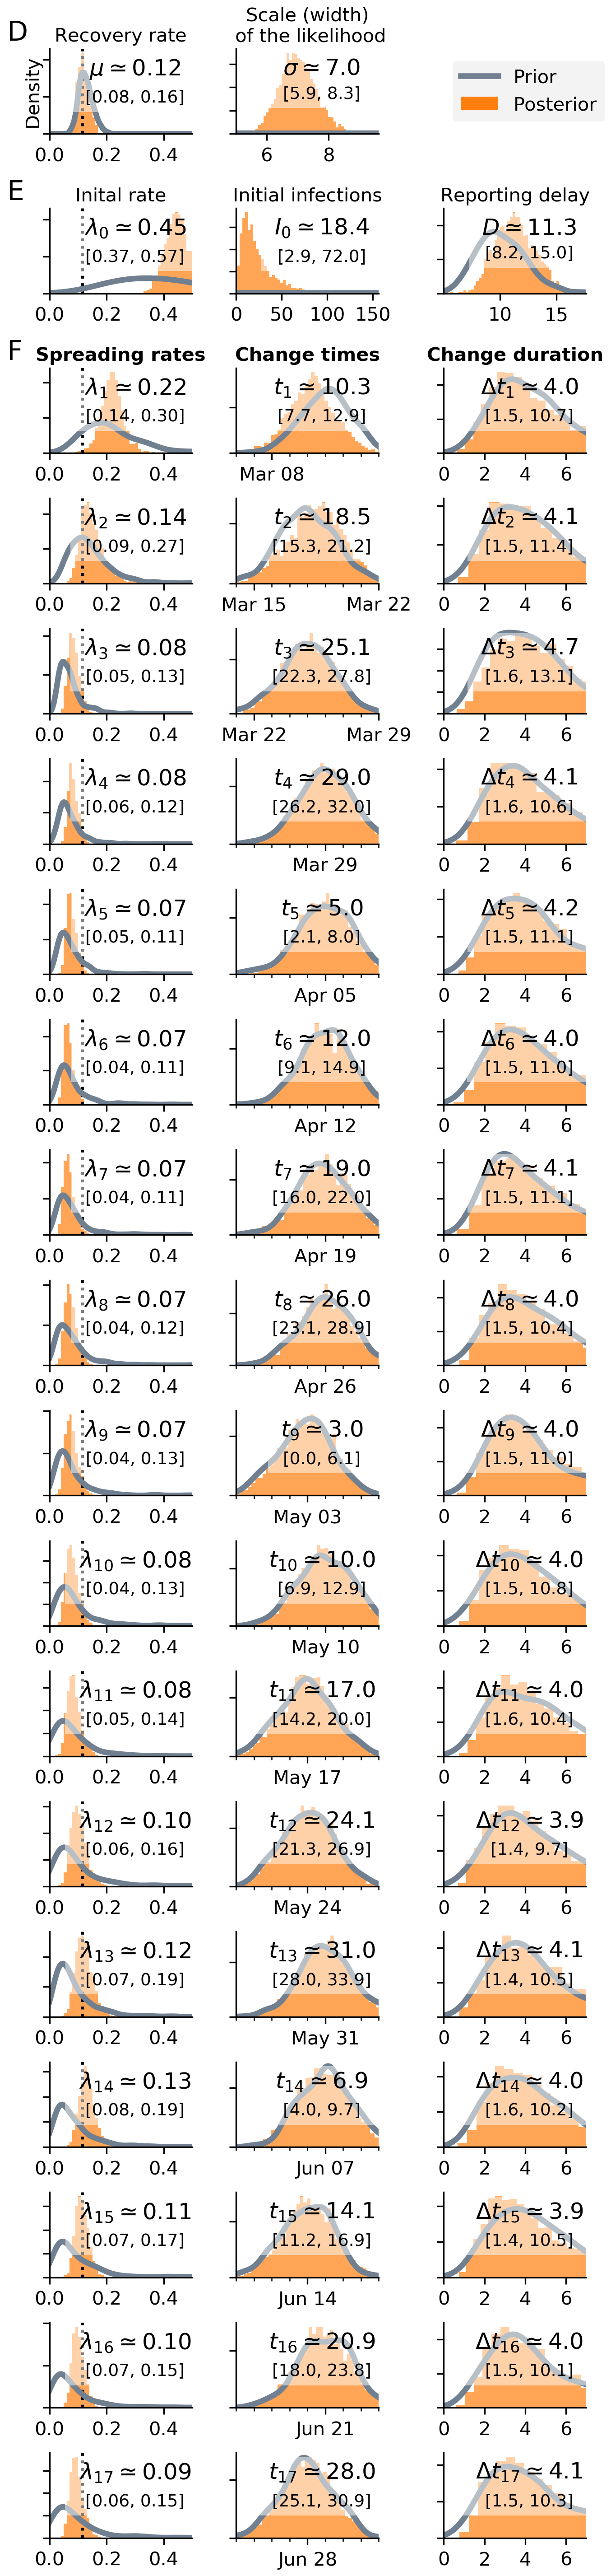 D
Recovery rate
Scale (width)
of the likelihood
Density
μ ≃ 0.12
[0.08, 0.16]
0.0 0.2 0.4
σ ≃ 7.0
[5.9, 8.3]
6 8
Prior
Posterior
E
Inital rate
Initial infections
Reporting delay
λ0 ≃ 0.45
[0.37, 0.57]
0.0 0.2 0.4
I0 ≃ 18.4
[2.9, 72.0]
0 50 100 150
D ≃ 11.3
[8.2, 15.0]
10 15
F
Spreading rates
Change times
Change duration
λ1 ≃ 0.22
[0.14, 0.30]
0.0 0.2 0.4
t1 ≃ 10.3
[7.7, 12.9]
Mar 08
Δt1 ≃ 4.0
[1.5, 10.7]
0 2 4 6
λ2 ≃ 0.14
[0.09, 0.27]
0.0 0.2 0.4
t2 ≃ 18.5
[15.3, 21.2]
Mar 15 Mar 22
Δt2 ≃ 4.1
[1.5, 11.4]
0 2 4 6
λ3 ≃ 0.08
[0.05, 0.13]
0.0 0.2 0.4
t3 ≃ 25.1
[22.3, 27.8]
Mar 22 Mar 29
Δt3 ≃ 4.7
[1.6, 13.1]
0 2 4 6
λ4 ≃ 0.08
[0.06, 0.12]
0.0 0.2 0.4
t4 ≃ 29.0
[26.2, 32.0]
Mar 29
Δt4 ≃ 4.1
[1.6, 10.6]
0 2 4 6
λ5 ≃ 0.07
[0.05, 0.11]
0.0 0.2 0.4
t5 ≃ 5.0
[2.1, 8.0]
Apr 05
Δt5 ≃ 4.2
[1.5, 11.1]
0 2 4 6
λ6 ≃ 0.07
[0.04, 0.11]
0.0 0.2 0.4
t6 ≃ 12.0
[9.1, 14.9]
Apr 12
Δt6 ≃ 4.0
[1.5, 11.0]
0 2 4 6
λ7 ≃ 0.07
[0.04, 0.11]
0.0 0.2 0.4
t7 ≃ 19.0
[16.0, 22.0]
Apr 19
Δt7 ≃ 4.1
[1.5, 11.1]
0 2 4 6
λ8 ≃ 0.07
[0.04, 0.12]
0.0 0.2 0.4
t8 ≃ 26.0
[23.1, 28.9]
Apr 26
Δt8 ≃ 4.0
[1.5, 10.4]
0 2 4 6
λ9 ≃ 0.07
[0.04, 0.13]
0.0 0.2 0.4
t9 ≃ 3.0
[0.0, 6.1]
May 03
Δt9 ≃ 4.0
[1.5, 11.0]
0 2 4 6
λ10 ≃ 0.08
[0.04, 0.13]
0.0 0.2 0.4
t10 ≃ 10.0
[6.9, 12.9]
May 10
Δt10 ≃ 4.0
[1.5, 10.8]
0 2 4 6
λ11 ≃ 0.08
[0.05, 0.14]
0.0 0.2 0.4
t11 ≃ 17.0
[14.2, 20.0]
May 17
Δt11 ≃ 4.0
[1.6, 10.4]
0 2 4 6
λ12 ≃ 0.10
[0.06, 0.16]
0.0 0.2 0.4
t12 ≃ 24.1
[21.3, 26.9]
May 24
Δt12 ≃ 3.9
[1.4, 9.7]
0 2 4 6
λ13 ≃ 0.12
[0.07, 0.19]
0.0 0.2 0.4
t13 ≃ 31.0
[28.0, 33.9]
May 31
Δt13 ≃ 4.1
[1.4, 10.5]
0 2 4 6
λ14 ≃ 0.13
[0.08, 0.19]
0.0 0.2 0.4
t14 ≃ 6.9
[4.0, 9.7]
Jun 07
Δt14 ≃ 4.0
[1.6, 10.2]
0 2 4 6
λ15 ≃ 0.11
[0.07, 0.17]
0.0 0.2 0.4
t15 ≃ 14.1
[11.2, 16.9]
Jun 14
Δt15 ≃ 3.9
[1.4, 10.5]
0 2 4 6
λ16 ≃ 0.10
[0.07, 0.15]
0.0 0.2 0.4
t16 ≃ 20.9
[18.0, 23.8]
Jun 21
Δt16 ≃ 4.0
[1.5, 10.1]
0 2 4 6
λ17 ≃ 0.09
[0.06, 0.15]
0.0 0.2 0.4
t17 ≃ 28.0
[25.1, 30.9]
Jun 28
Δt17 ≃ 4.1
[1.5, 10.3]
0 2 4 6